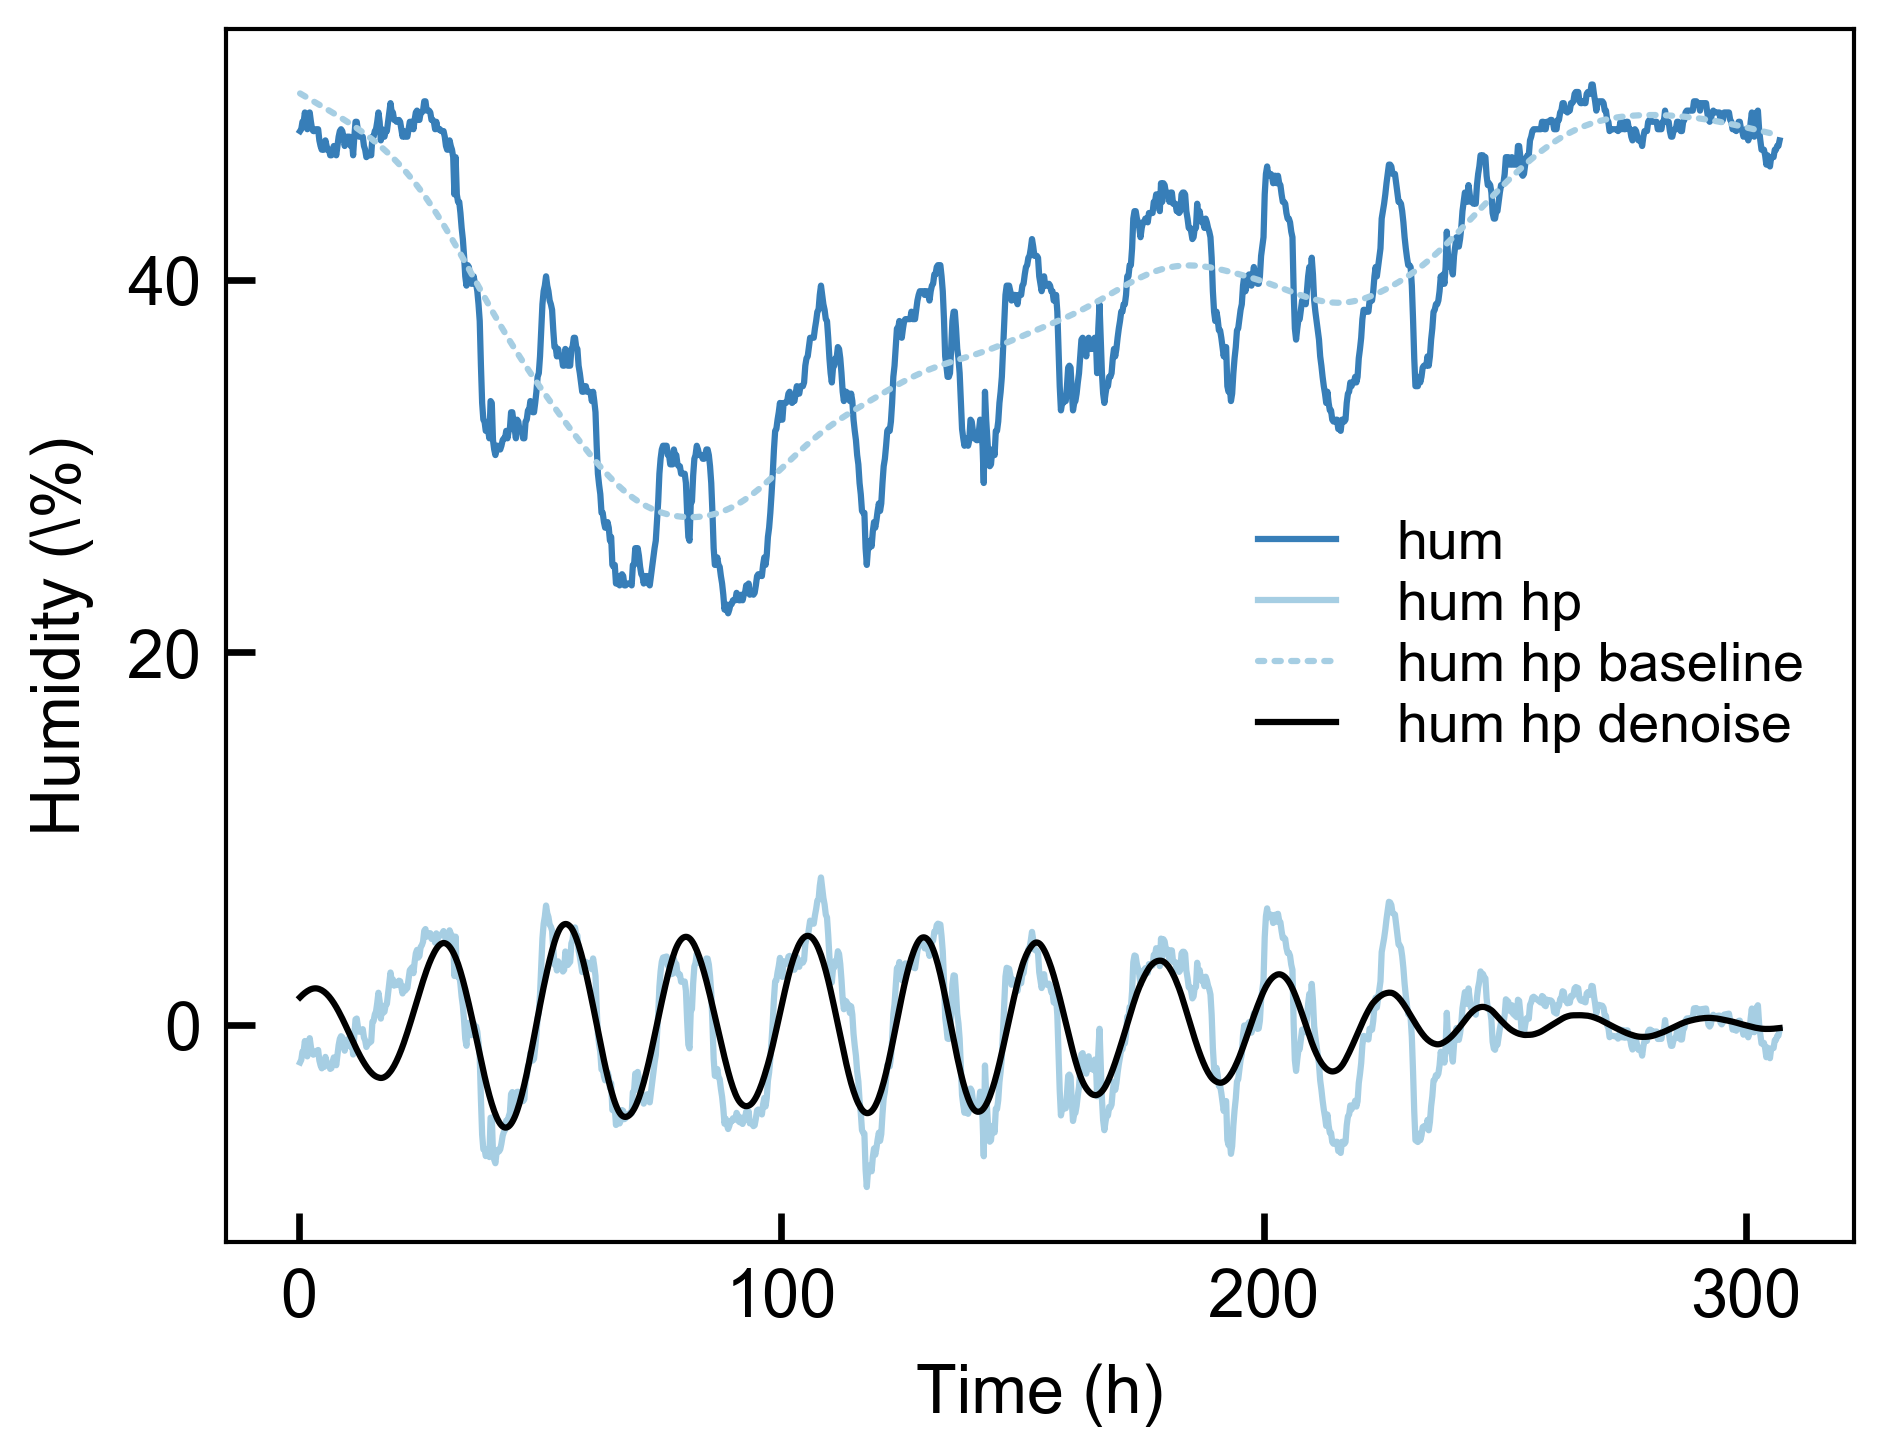 Humidity (\%)
40
20
0
hum
hum hp
hum hp baseline
hum hp denoise
0 100 200 300
Time (h)